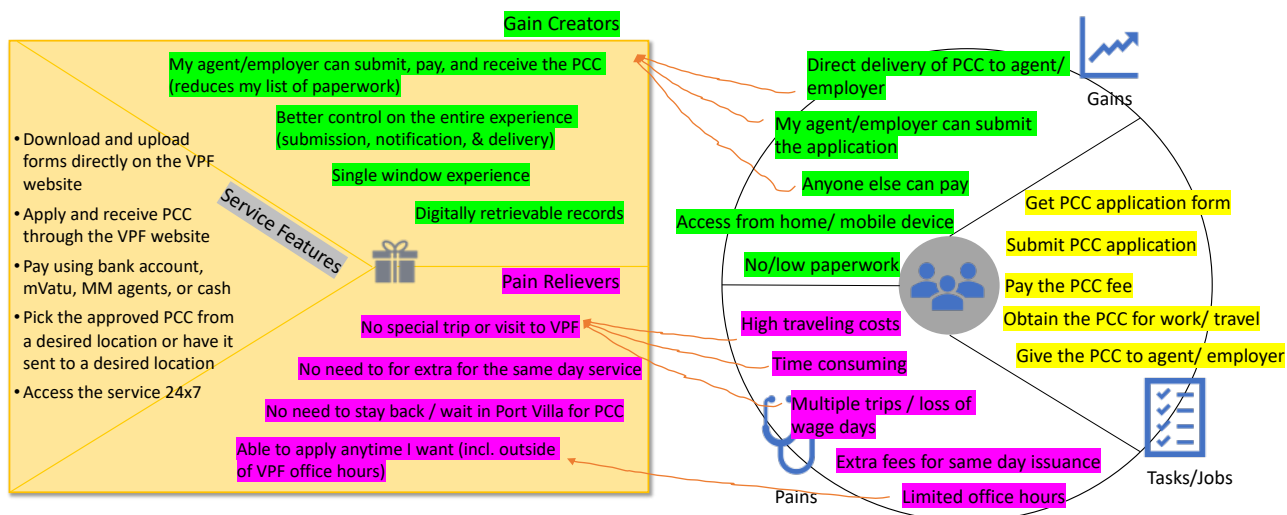 Gain Creators
My agent/employer can submit, pay, and receive the PCC
(reduces my list of paperwork)
Better control on the entire experience
(submission, notification, & delivery)
Single window experience
Digitally retrievable records
• Download and upload
forms directly on the VPF
website
• Apply and receive PCC
through the VPF website
• Pay using bank account,
mVatu, MM agents, or cash
• Pick the approved PCC from
a desired location or have it
sent to a desired location
• Access the service 24x7
Service Features
Pain Relievers
No special trip or visit to VPF
No need to for extra for the same day service
No need to stay back / wait in Port Villa for PCC
Able to apply anytime I want (incl. outside
of VPF office hours)
Gains
Direct delivery of PCC to agent/
employer
My agent/employer can submit
the application
Anyone else can pay
Access from home/ mobile device
No/low paperwork
Get PCC application form
Submit PCC application
Pay the PCC fee
Obtain the PCC for work/ travel
Give the PCC to agent/ employer
Tasks/Jobs
High traveling costs
Time consuming
Multiple trips / loss of
wage days
Extra fees for same day issuance
Limited office hours
Pains